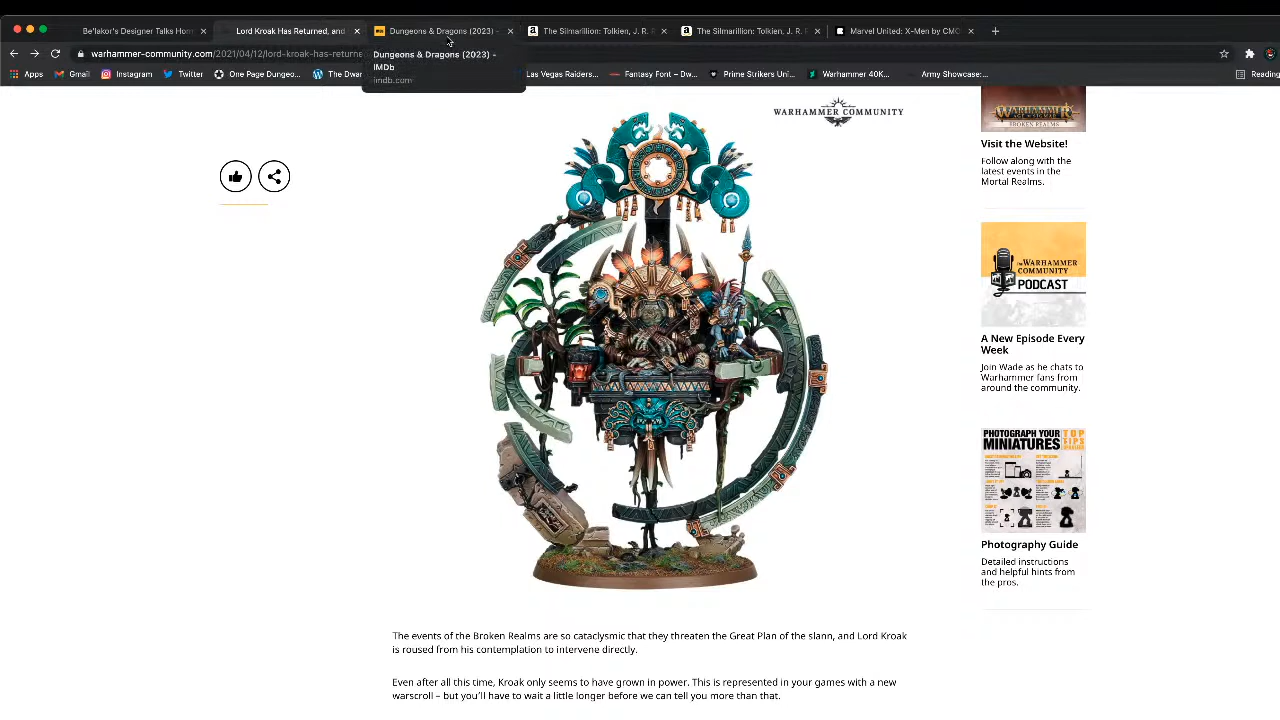 Be'lakor's Designer Talks Horn
Lord Kroak Has Returned, and
Dungeons & Dragons (2023) -
The Silmarillion: Tolkien, J. R. R
The Silmarillion: Tolkien, J. R. R.
Marvel United: X-Men by CMO
warhammer-community.com/2021/04/12/lord-kroak-has-returne
Dungeons & Dragons (2023) -
IMDb
imdb.com
Apps
Gmail
Instagram
Twitter
One Page Dungeo...
The Dwar
Las Vegas Raiders...
Fantasy Font – Dw...
Prime Strikers Uni...
Warhammer 40K...
Army Showcase:...
Reading
WARHAMMER COMMUNITY
WARHAMMER
BROKEN REALMS
Visit the Website!
Follow along with the
latest events in the
Mortal Realms.
THE WARHAMMER
COMMUNITY
PODCAST
A New Episode Every
Week
Join Wade as he chats to
Warhammer fans from
around the community.
PHOTOGRAPH YOUR
MINIATURES
TOP
TIPS
Photography Guide
Detailed instructions
and helpful hints from
the pros.
The events of the Broken Realms are so cataclysmic that they threaten the Great Plan of the slann, and Lord Kroak
is roused from his contemplation to intervene directly.
Even after all this time, Kroak only seems to have grown in power. This is represented in your games with a new
warscroll – but you'll have to wait a little longer before we can tell you more than that.